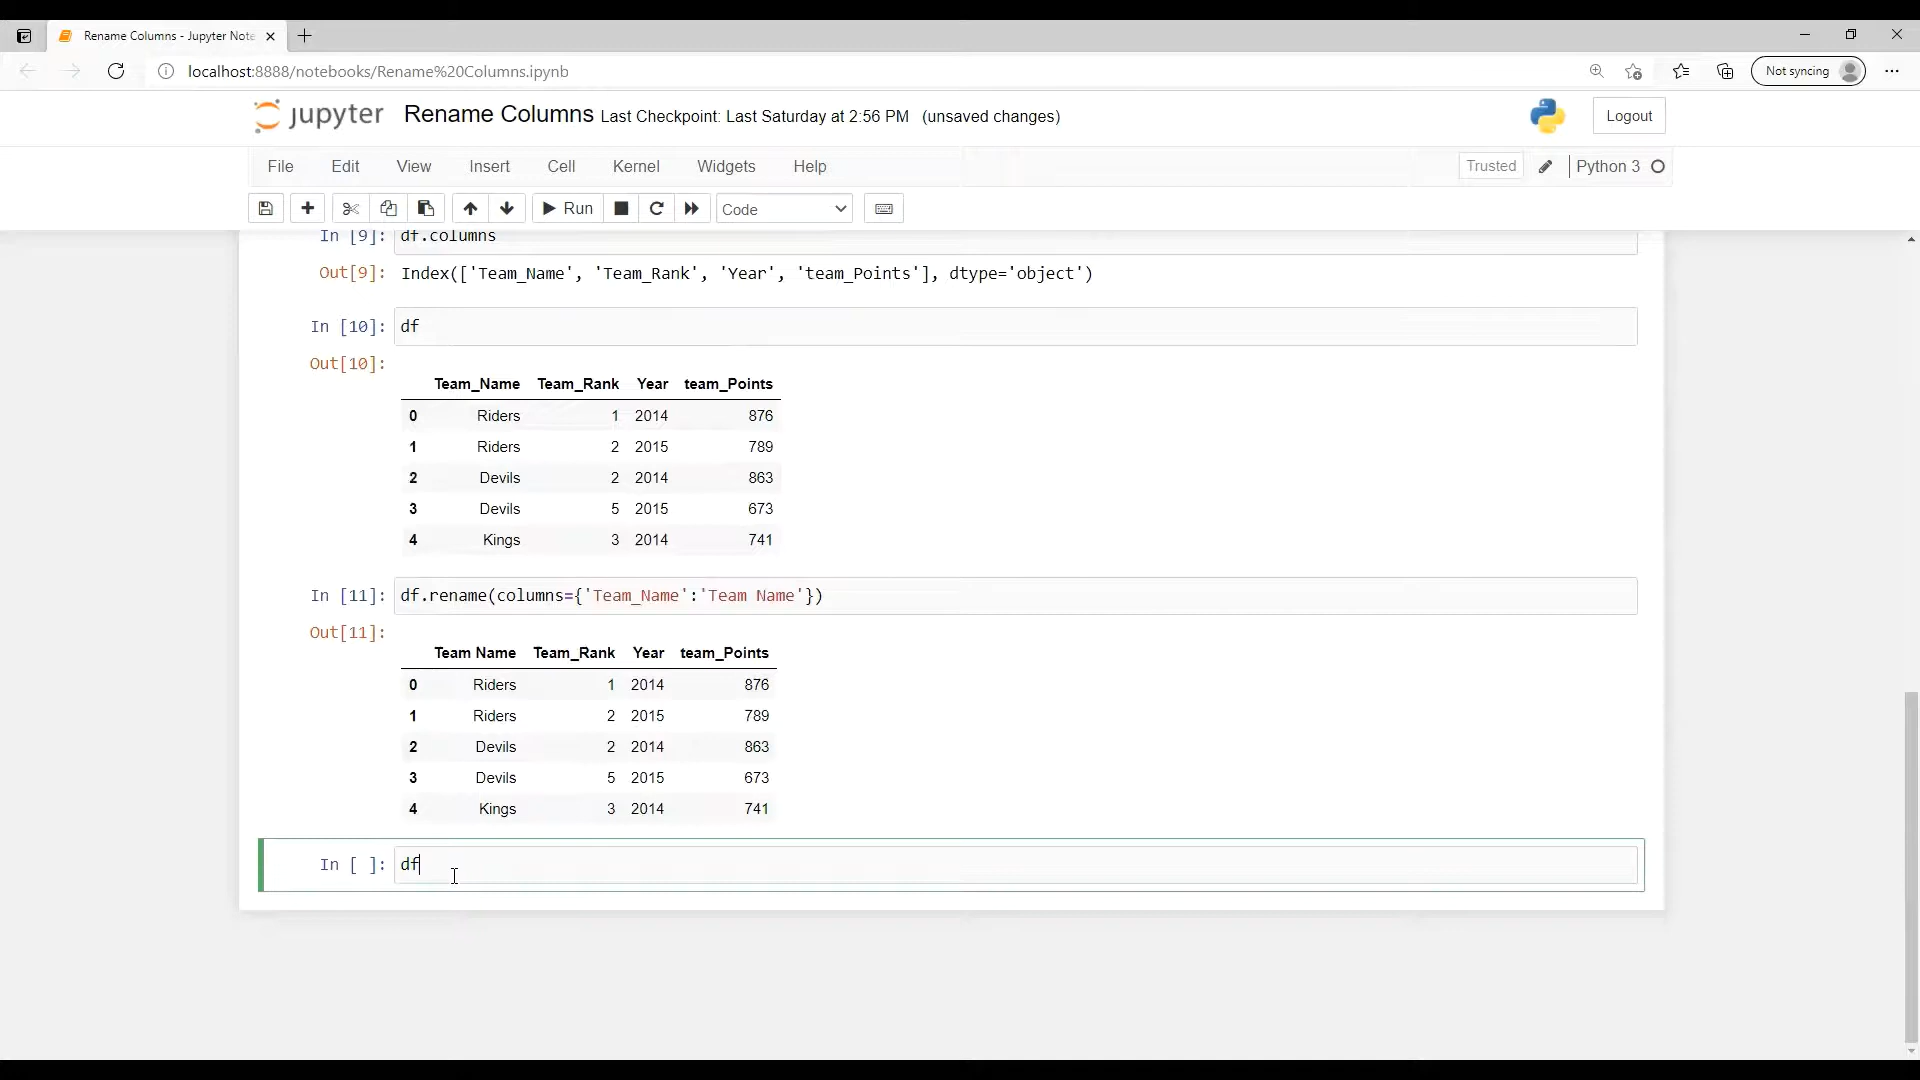 Rename Columns - Jupyter Note
localhost:8888/notebooks/Rename%20Columns.ipynb
Not syncing
jupyter Rename Columns Last Checkpoint: Last Saturday at 2:56 PM (unsaved changes)
Logout
File Edit View Insert Cell Kernel Widgets Help
Trusted Python 3
Run Code
In [9]: df.columns
Out[9]: Index(['Team_Name', 'Team_Rank', 'Year', 'team_Points'], dtype='object')
In [10]: df
Out[10]:
Team_Name Team_Rank Year team_Points
0 Riders 1 2014 876
1 Riders 2 2015 789
2 Devils 2 2014 863
3 Devils 5 2015 673
4 Kings 3 2014 741
In [11]: df.rename(columns={'Team_Name':'Team Name'})
Out[11]:
Team Name Team_Rank Year team_Points
0 Riders 1 2014 876
1 Riders 2 2015 789
2 Devils 2 2014 863
3 Devils 5 2015 673
4 Kings 3 2014 741
In [ ]: df